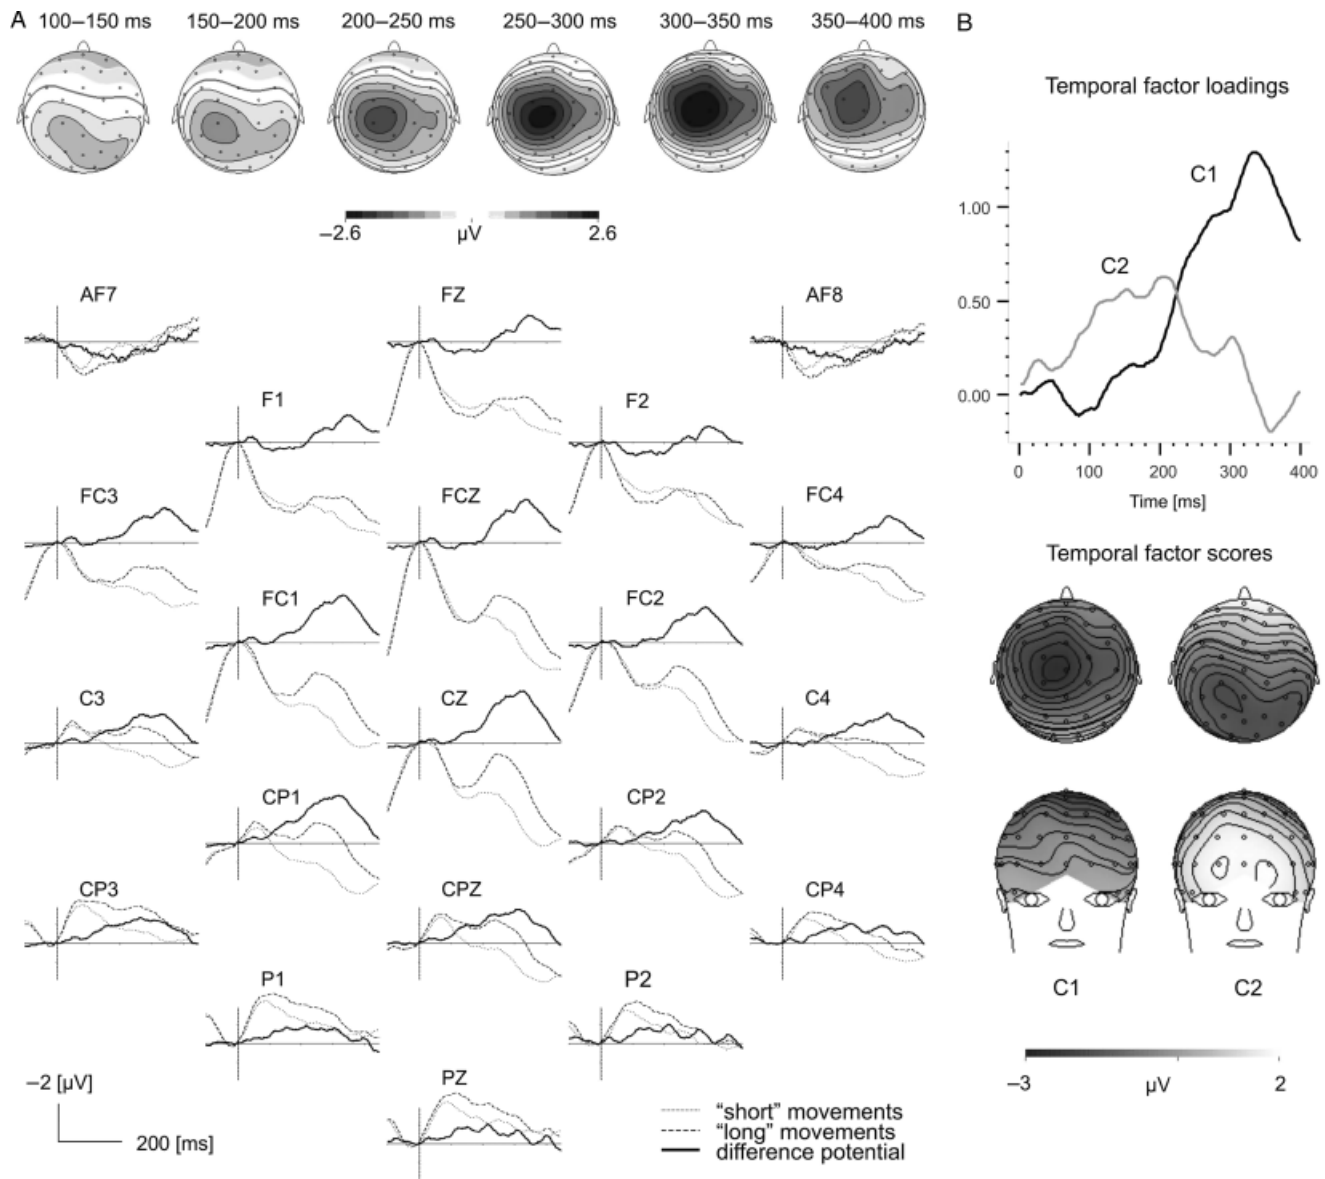 A
100–150 ms 150–200 ms 200–250 ms 250–300 ms 300–350 ms 350–400 ms
–2.6 µV 2.6
AF7 FZ AF8
F1 F2
FC3 FCZ FC4
FC1 FC2
C3 CZ C4
CP1 CP2
CP3 CPZ CP4
P1 P2
PZ
–2 [µV]
200 [ms]
"short" movements
"long" movements
difference potential
B
Temporal factor loadings
C1
C2
1.00
0.50
0.00
0 100 200 300 400
Time [ms]
Temporal factor scores
C1 C2
–3 µV 2